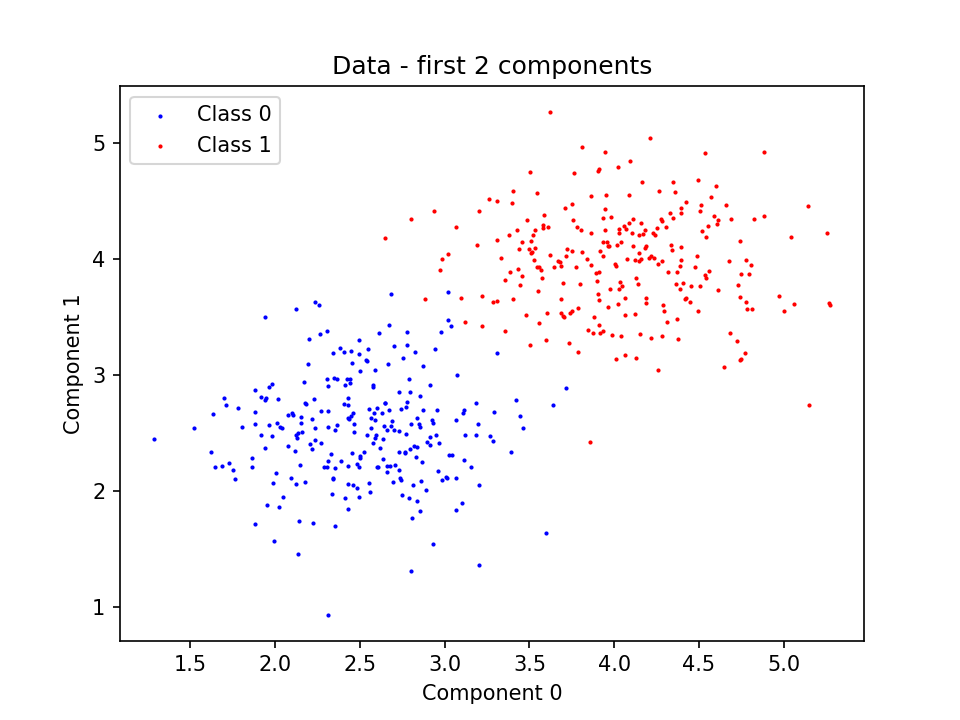 Data - first 2 components
Class 0
Class 1
5
4
3
2
1
Component 1
1.5 2.0 2.5 3.0 3.5 4.0 4.5 5.0
Component 0